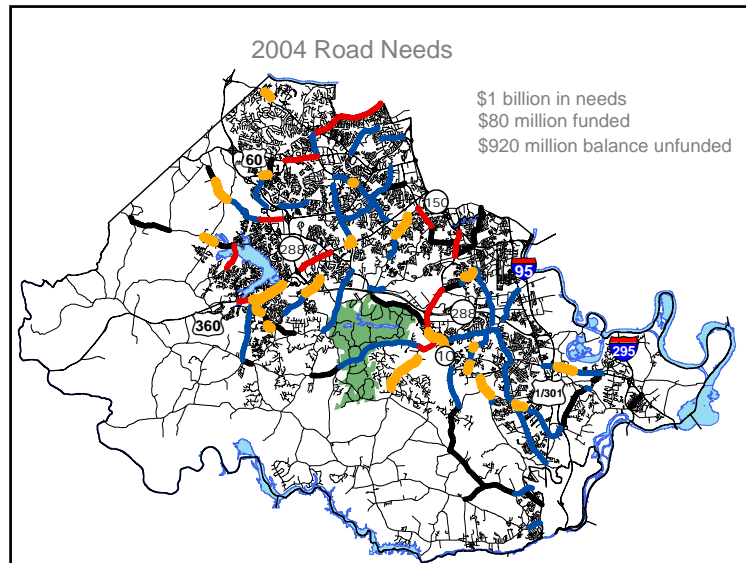 2004 Road Needs
$1 billion in needs
$80 million funded
$920 million balance unfunded
60
150
288
95
288
360
295
10
1/301